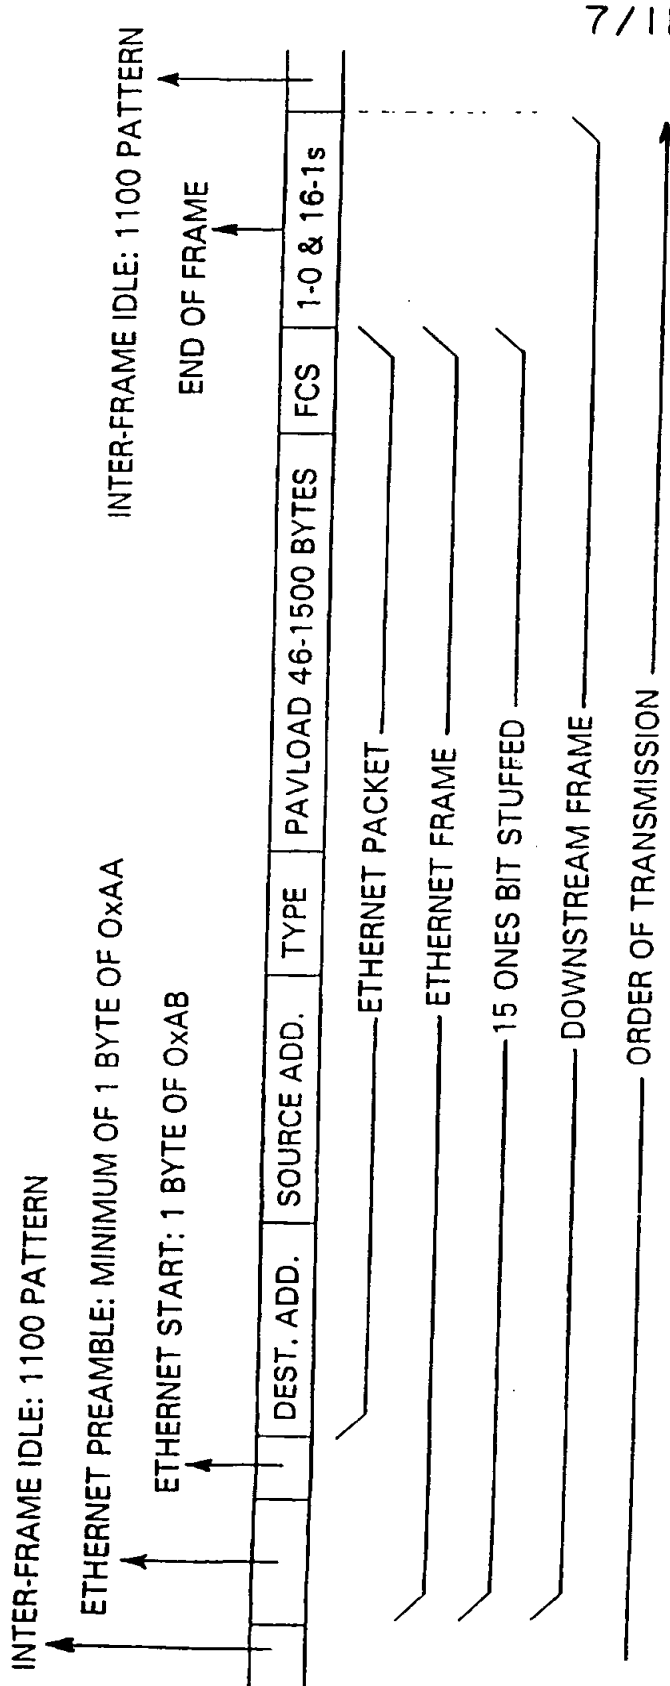 7/1
INTER-FRAME IDLE: 1100 PATTERN
ETHERNET PREAMBLE: MINIMUM OF 1 BYTE OF OxAA
ETHERNET START: 1 BYTE OF OxAB
INTER-FRAME IDLE: 1100 PATTERN
END OF FRAME
DEST. ADD. SOURCE ADD. TYPE PAVLOAD 46-1500 BYTES FCS 1-0 & 16-1s
ETHERNET PACKET
ETHERNET FRAME
15 ONES BIT STUFFED
DOWNSTREAM FRAME
ORDER OF TRANSMISSION